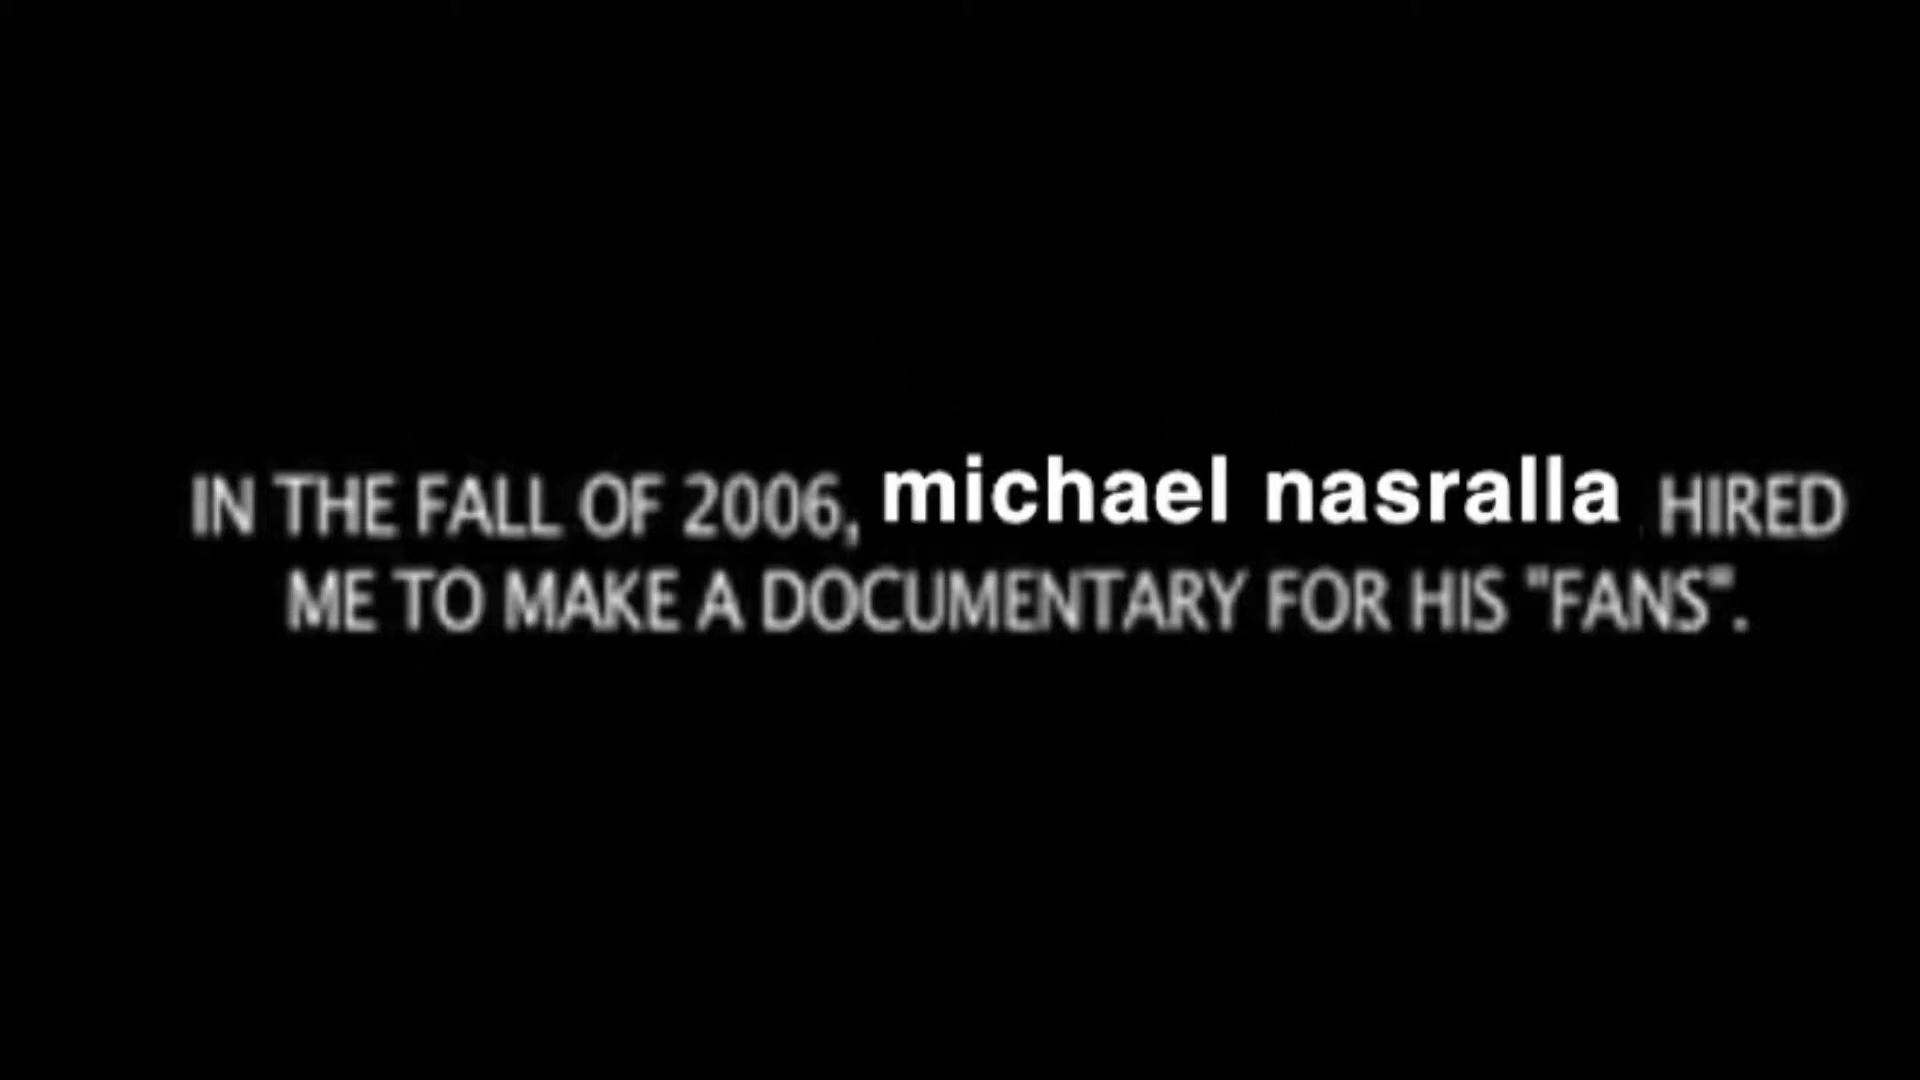 IN THE FALL OF 2006, michael nasralla HIRED
ME TO MAKE A DOCUMENTARY FOR HIS "FANS".